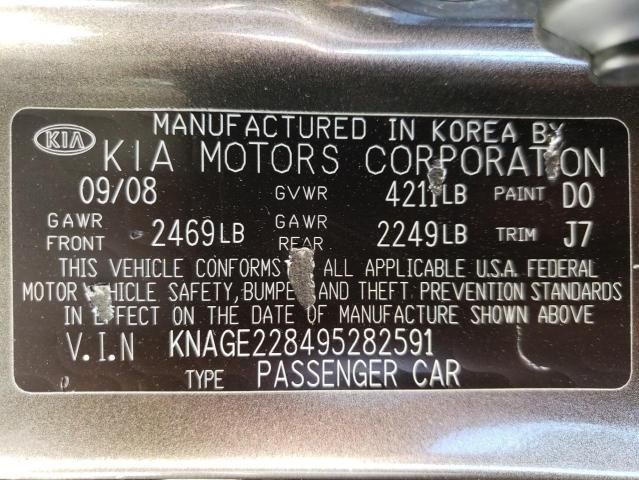 MANUFACTURED IN KOREA BY
KIA KIA MOTORS CORPORATION
09/08 GVWR 4211LB PAINT D0
GAWR FRONT 2469LB GAWR REAR 2249LB TRIM J7
THIS VEHICLE CONFORMS ALL APPLICABLE U.S.A. FEDERAL
MOTOR VEHICLE SAFETY, BUMPER AND THEFT PREVENTION STANDARDS
IN EFFECT ON THE DATE OF MANUFACTURE SHOWN ABOVE
V.I.N KNAGE228495282591
TYPE PASSENGER CAR